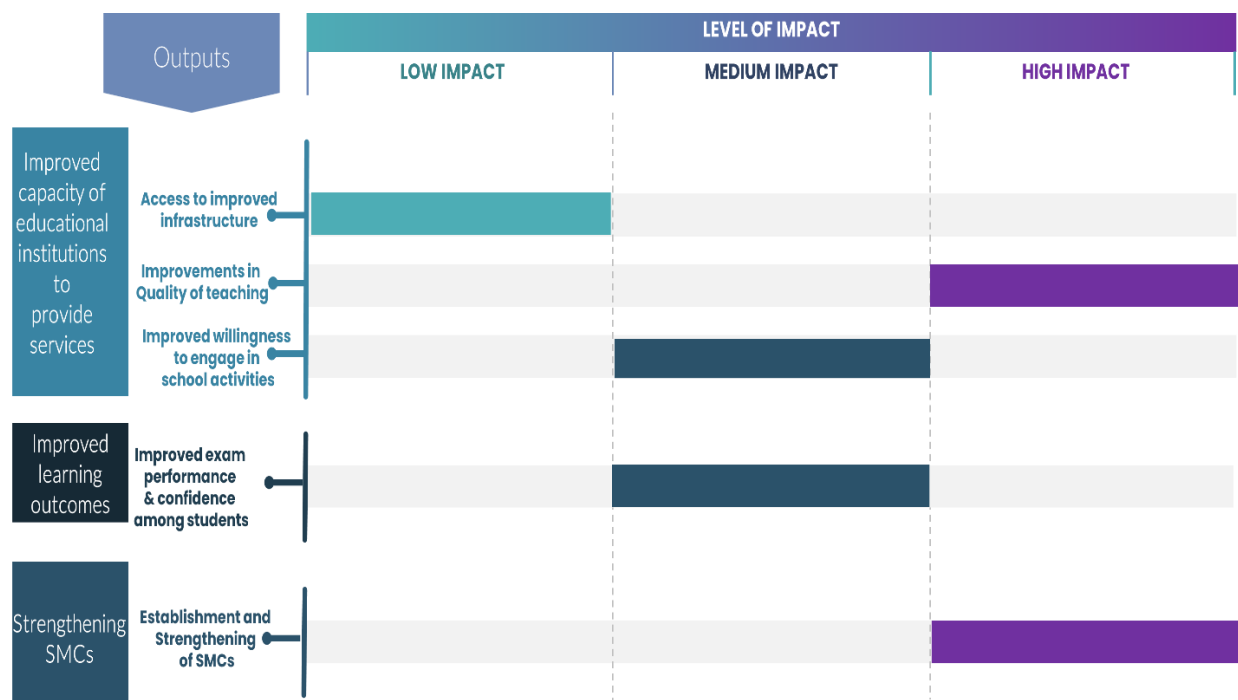 Outputs
LEVEL OF IMPACT
LOW IMPACT
MEDIUM IMPACT
HIGH IMPACT
Improved
capacity of
educational
institutions
to
provide
services
Access to improved
infrastructure
Improvements in
Quality of teaching
Improved willingness
to engage in
school activities
Improved
learning
outcomes
Improved exam
performance
& confidence
among students
Strengthening
SMCs
Establishment and
Strengthening
of SMCs